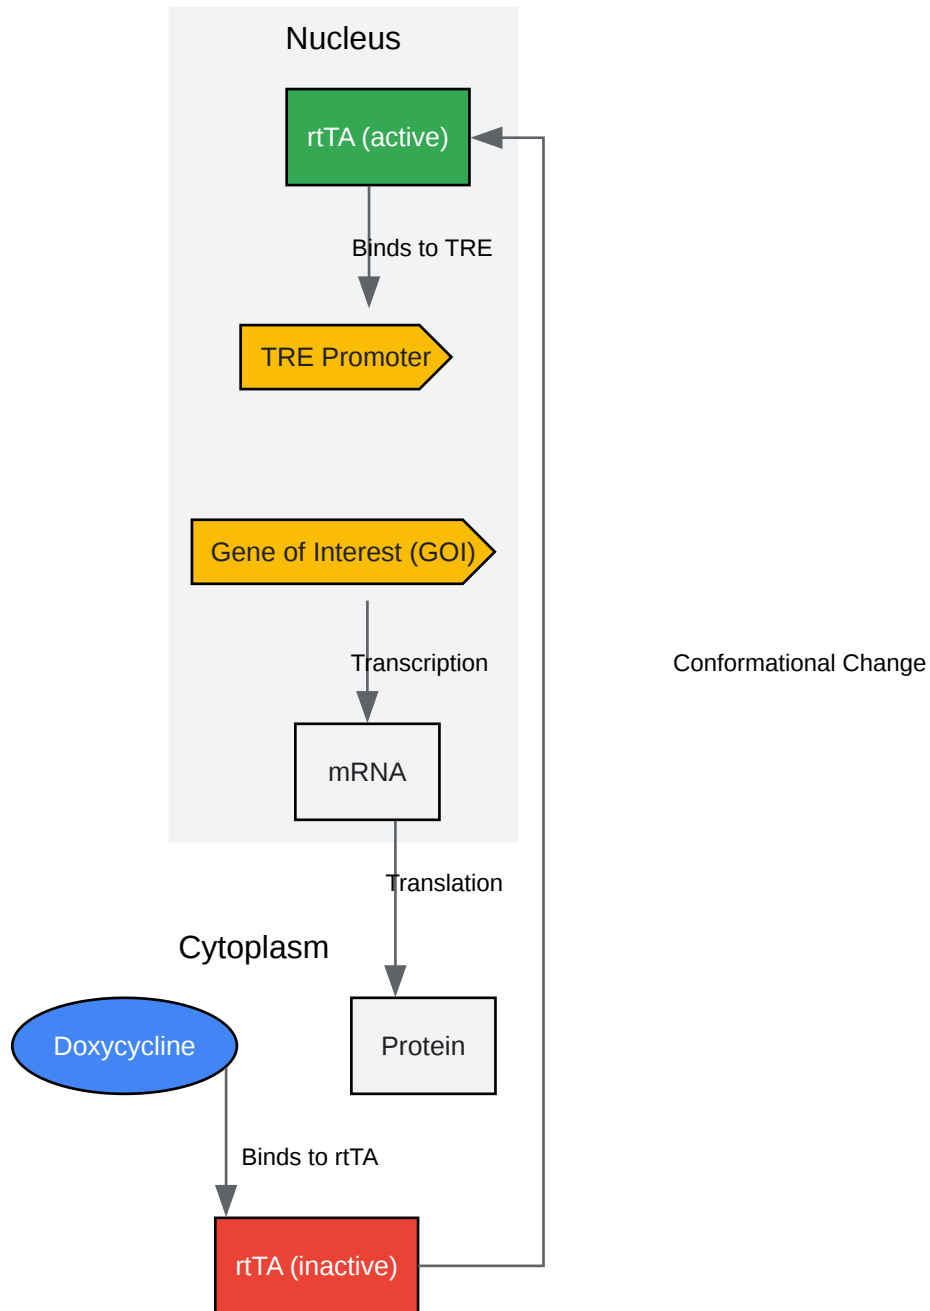 Nucleus
rtTA (active)
Binds to TRE
TRE Promoter
Gene of Interest (GOI)
Transcription
Conformational Change
mRNA
Translation
Cytoplasm
Doxycycline
Protein
Binds to rtTA
rtTA (inactive)